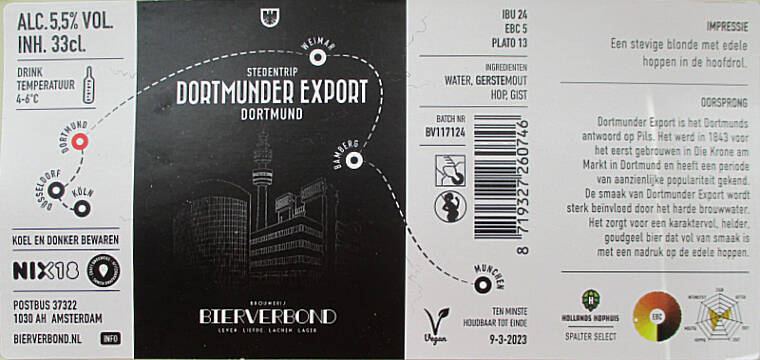 ALC. 5,5% VOL.
INH. 33cl.
DRINK
TEMPERATUUR
4-6°C
DORTMUND
DÜSSELDORF
KÖLN
KOEL EN DONKER BEWAREN
NIX18
POSTBUS 37322
1030 AH AMSTERDAM
BIERVERBOND.NL INFO
WEIMAR
STEDENTRIP
DORTMUNDER EXPORT
DORTMUND
BAMBERG
MÜNCHEN
BROUWERIJ
BIERVERBOND
LEVEN. LIEFDE. LACHEN. LAGER.
IBU 24
EBC 5
PLATO 13
INGREDIENTEN
WATER, GERSTEMOUT
HOP, GIST
BATCH NR
BV117124
8 719327 260746
Vegan
TEN MINSTE
HOUDBAAR TOT EINDE
9-3-2023
IMPRESSIE
Een stevige blonde met edele
hoppen in de hoofdrol.
OORSPRONG
Dortmunder Export is het Dortmunds
antwoord op Pils. Het werd in 1843 voor
het eerst gebrouwen in Die Krone am
Markt in Dortmund en heeft een periode
van aanzienlijke populariteit gekend.
De smaak van Dortmunder Export wordt
sterk beïnvloed door het harde brouwwater.
Het zorgt voor een karaktervol, helder,
goudgeel bier dat vol van smaak is
met een nadruk op de edele hoppen.
HOLLANDS HOPHUIS
SPALTER SELECT
EBC